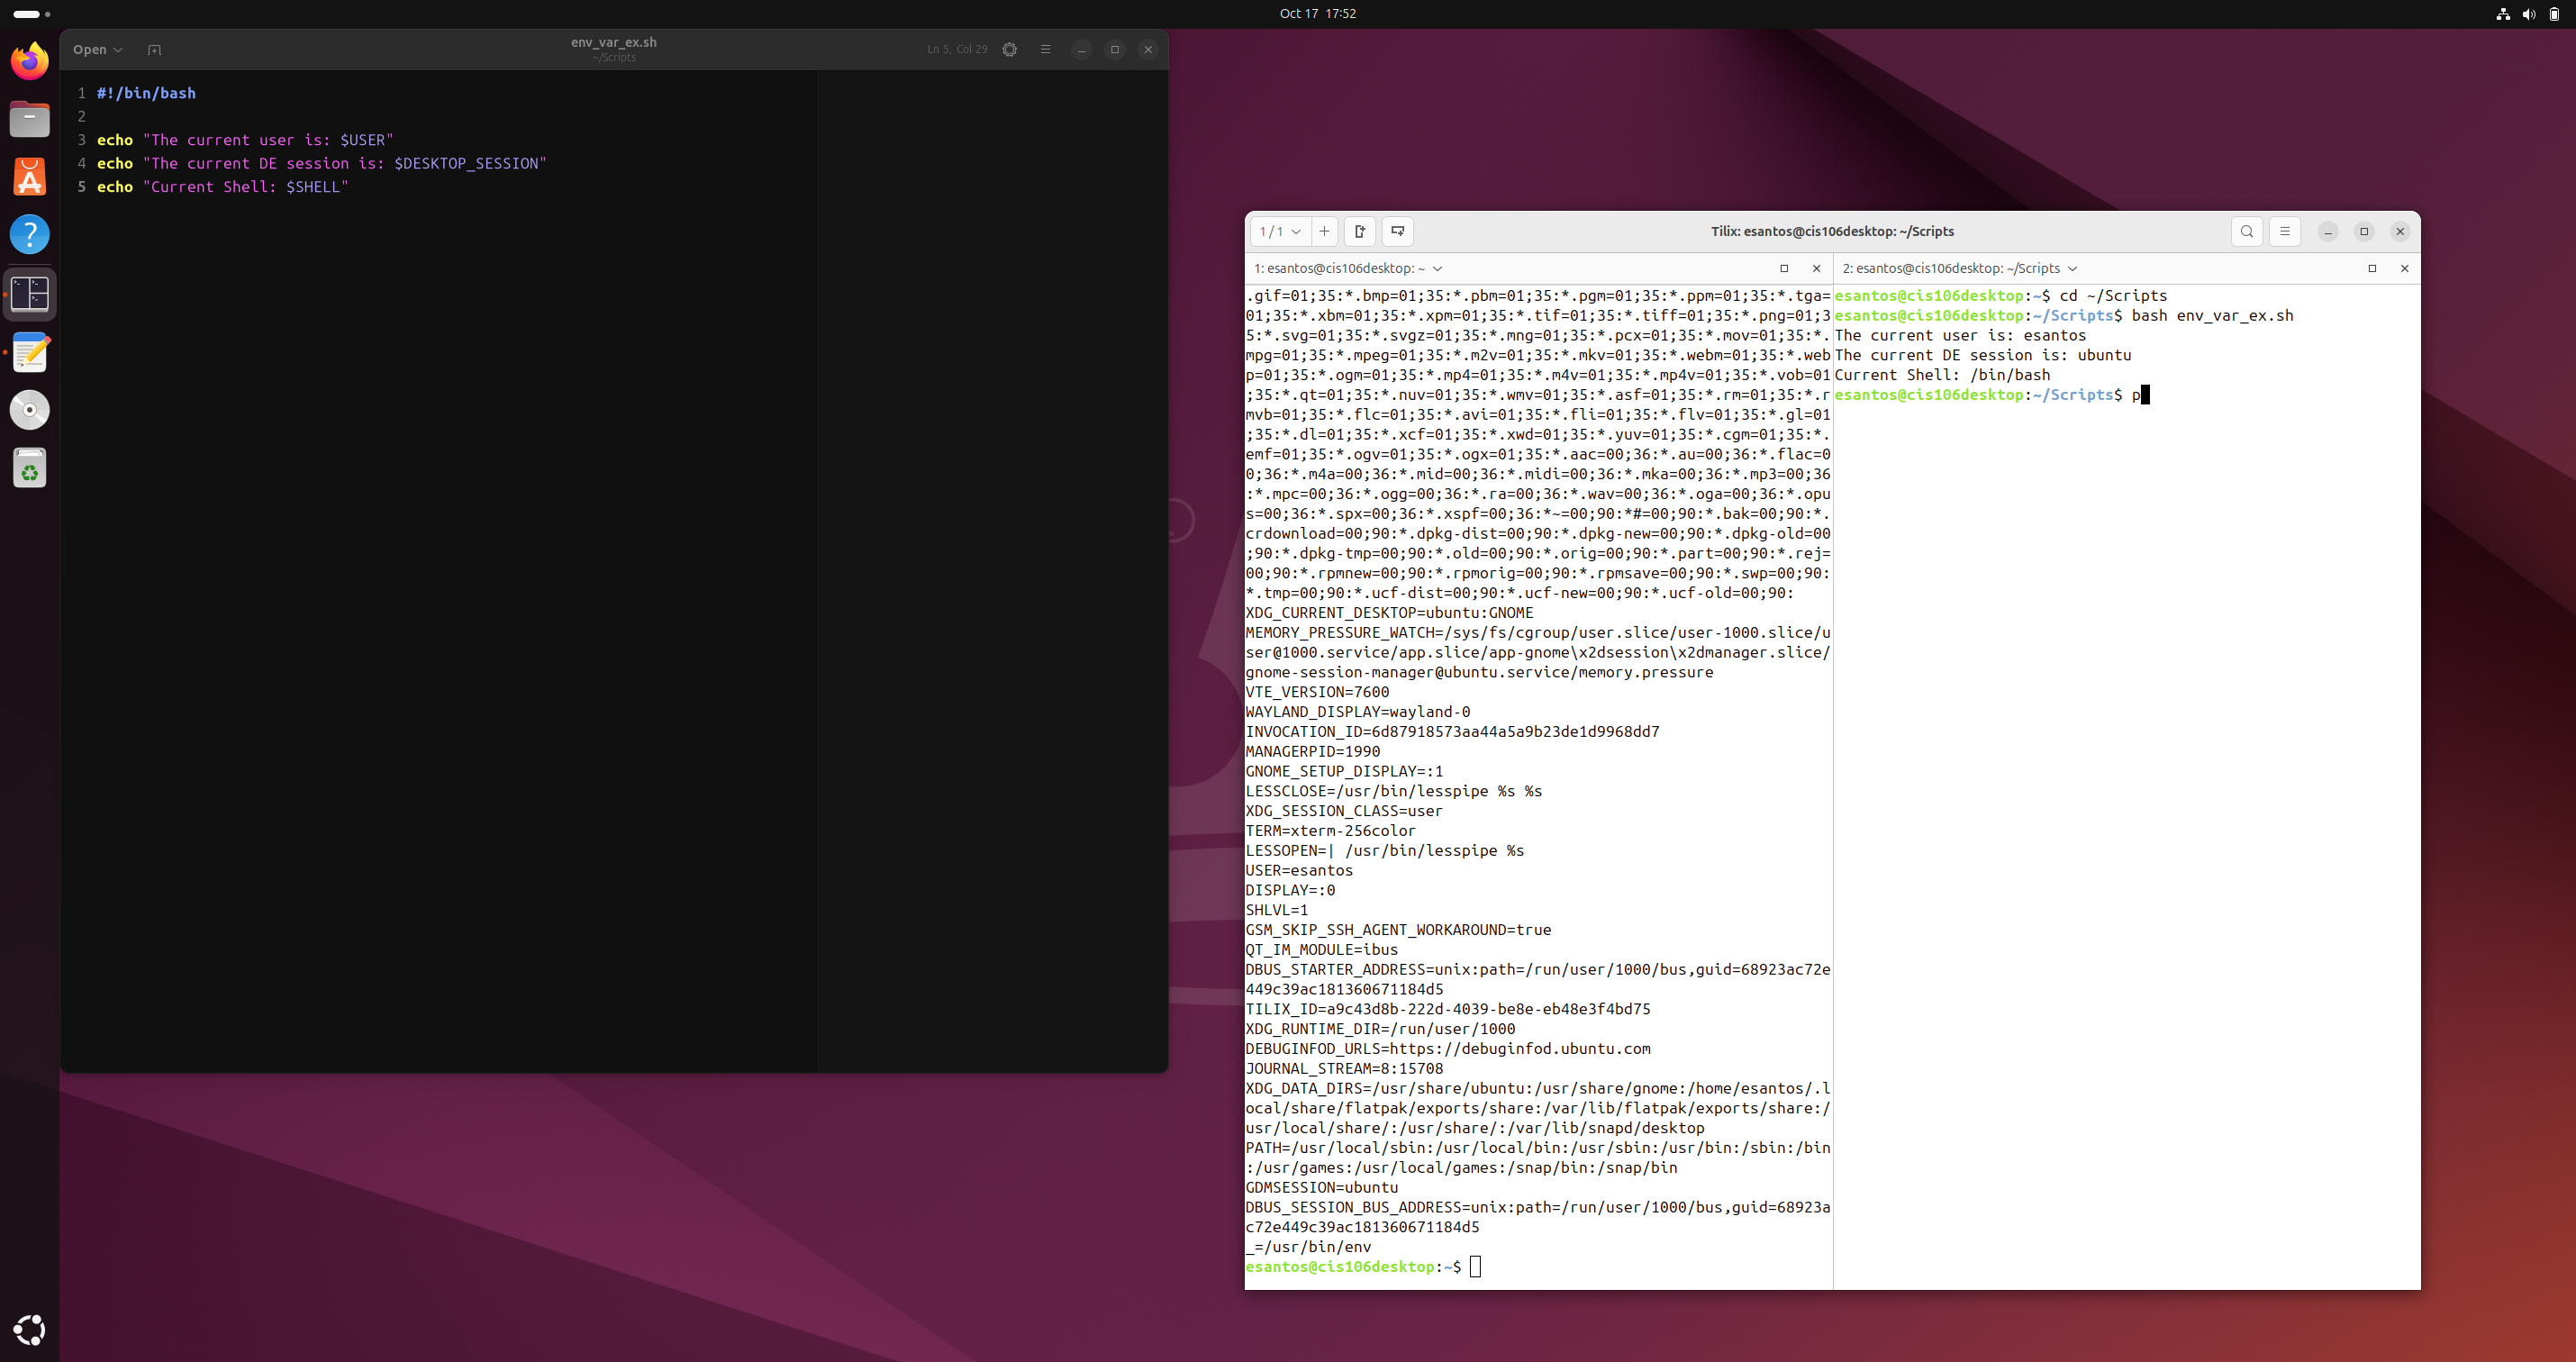 Oct 17 17:52
Open
env_var_ex.sh
~/Scripts
Ln 5, Col 29
1 #!/bin/bash
2
3 echo "The current user is: $USER"
4 echo "The current DE session is: $DESKTOP_SESSION"
5 echo "Current Shell: $SHELL"
1 / 1
Tilix: esantos@cis106desktop: ~/Scripts
1: esantos@cis106desktop: ~
.gif=01;35:*.bmp=01;35:*.pbm=01;35:*.pgm=01;35:*.ppm=01;35:*.tga=
01;35:*.xbm=01;35:*.xpm=01;35:*.tif=01;35:*.tiff=01;35:*.png=01;3
5:*.svg=01;35:*.svgz=01;35:*.mng=01;35:*.pcx=01;35:*.mov=01;35:*.
mpg=01;35:*.mpeg=01;35:*.m2v=01;35:*.mkv=01;35:*.webm=01;35:*.web
p=01;35:*.ogm=01;35:*.mp4=01;35:*.m4v=01;35:*.mp4v=01;35:*.vob=01
;35:*.qt=01;35:*.nuv=01;35:*.wmv=01;35:*.asf=01;35:*.rm=01;35:*.r
mvb=01;35:*.flc=01;35:*.avi=01;35:*.fli=01;35:*.flv=01;35:*.gl=01
;35:*.dl=01;35:*.xcf=01;35:*.xwd=01;35:*.yuv=01;35:*.cgm=01;35:*.
emf=01;35:*.ogv=01;35:*.ogx=01;35:*.aac=00;36:*.au=00;36:*.flac=0
0;36:*.m4a=00;36:*.mid=00;36:*.midi=00;36:*.mka=00;36:*.mp3=00;36
:*.mpc=00;36:*.ogg=00;36:*.ra=00;36:*.wav=00;36:*.oga=00;36:*.opu
s=00;36:*.spx=00;36:*.xspf=00;36:*~=00;90:*#=00;90:*.bak=00;90:*.
crdownload=00;90:*.dpkg-dist=00;90:*.dpkg-new=00;90:*.dpkg-old=00
;90:*.dpkg-tmp=00;90:*.old=00;90:*.orig=00;90:*.part=00;90:*.rej=
00;90:*.rpmnew=00;90:*.rpmorig=00;90:*.rpmsave=00;90:*.swp=00;90:
*.tmp=00;90:*.ucf-dist=00;90:*.ucf-new=00;90:*.ucf-old=00;90:
XDG_CURRENT_DESKTOP=ubuntu:GNOME
MEMORY_PRESSURE_WATCH=/sys/fs/cgroup/user.slice/user-1000.slice/u
ser@1000.service/app.slice/app-gnome\x2dsession\x2dmanager.slice/
gnome-session-manager@ubuntu.service/memory.pressure
VTE_VERSION=7600
WAYLAND_DISPLAY=wayland-0
INVOCATION_ID=6d87918573aa44a5a9b23de1d9968dd7
MANAGERPID=1990
GNOME_SETUP_DISPLAY=:1
LESSCLOSE=/usr/bin/lesspipe %s %s
XDG_SESSION_CLASS=user
TERM=xterm-256color
LESSOPEN=| /usr/bin/lesspipe %s
USER=esantos
DISPLAY=:0
SHLVL=1
GSM_SKIP_SSH_AGENT_WORKAROUND=true
QT_IM_MODULE=ibus
DBUS_STARTER_ADDRESS=unix:path=/run/user/1000/bus,guid=68923ac72e
449c39ac181360671184d5
TILIX_ID=a9c43d8b-222d-4039-be8e-eb48e3f4bd75
XDG_RUNTIME_DIR=/run/user/1000
DEBUGINFOD_URLS=https://debuginfod.ubuntu.com
JOURNAL_STREAM=8:15708
XDG_DATA_DIRS=/usr/share/ubuntu:/usr/share/gnome:/home/esantos/.l
ocal/share/flatpak/exports/share:/var/lib/flatpak/exports/share:/
usr/local/share/:/usr/share/:/var/lib/snapd/desktop
PATH=/usr/local/sbin:/usr/local/bin:/usr/sbin:/usr/bin:/sbin:/bin
:/usr/games:/usr/local/games:/snap/bin:/snap/bin
GDMSESSION=ubuntu
DBUS_SESSION_BUS_ADDRESS=unix:path=/run/user/1000/bus,guid=68923a
c72e449c39ac181360671184d5
_=/usr/bin/env
esantos@cis106desktop:~$
2: esantos@cis106desktop: ~/Scripts
esantos@cis106desktop:~$ cd ~/Scripts
esantos@cis106desktop:~/Scripts$ bash env_var_ex.sh
The current user is: esantos
The current DE session is: ubuntu
Current Shell: /bin/bash
esantos@cis106desktop:~/Scripts$ p